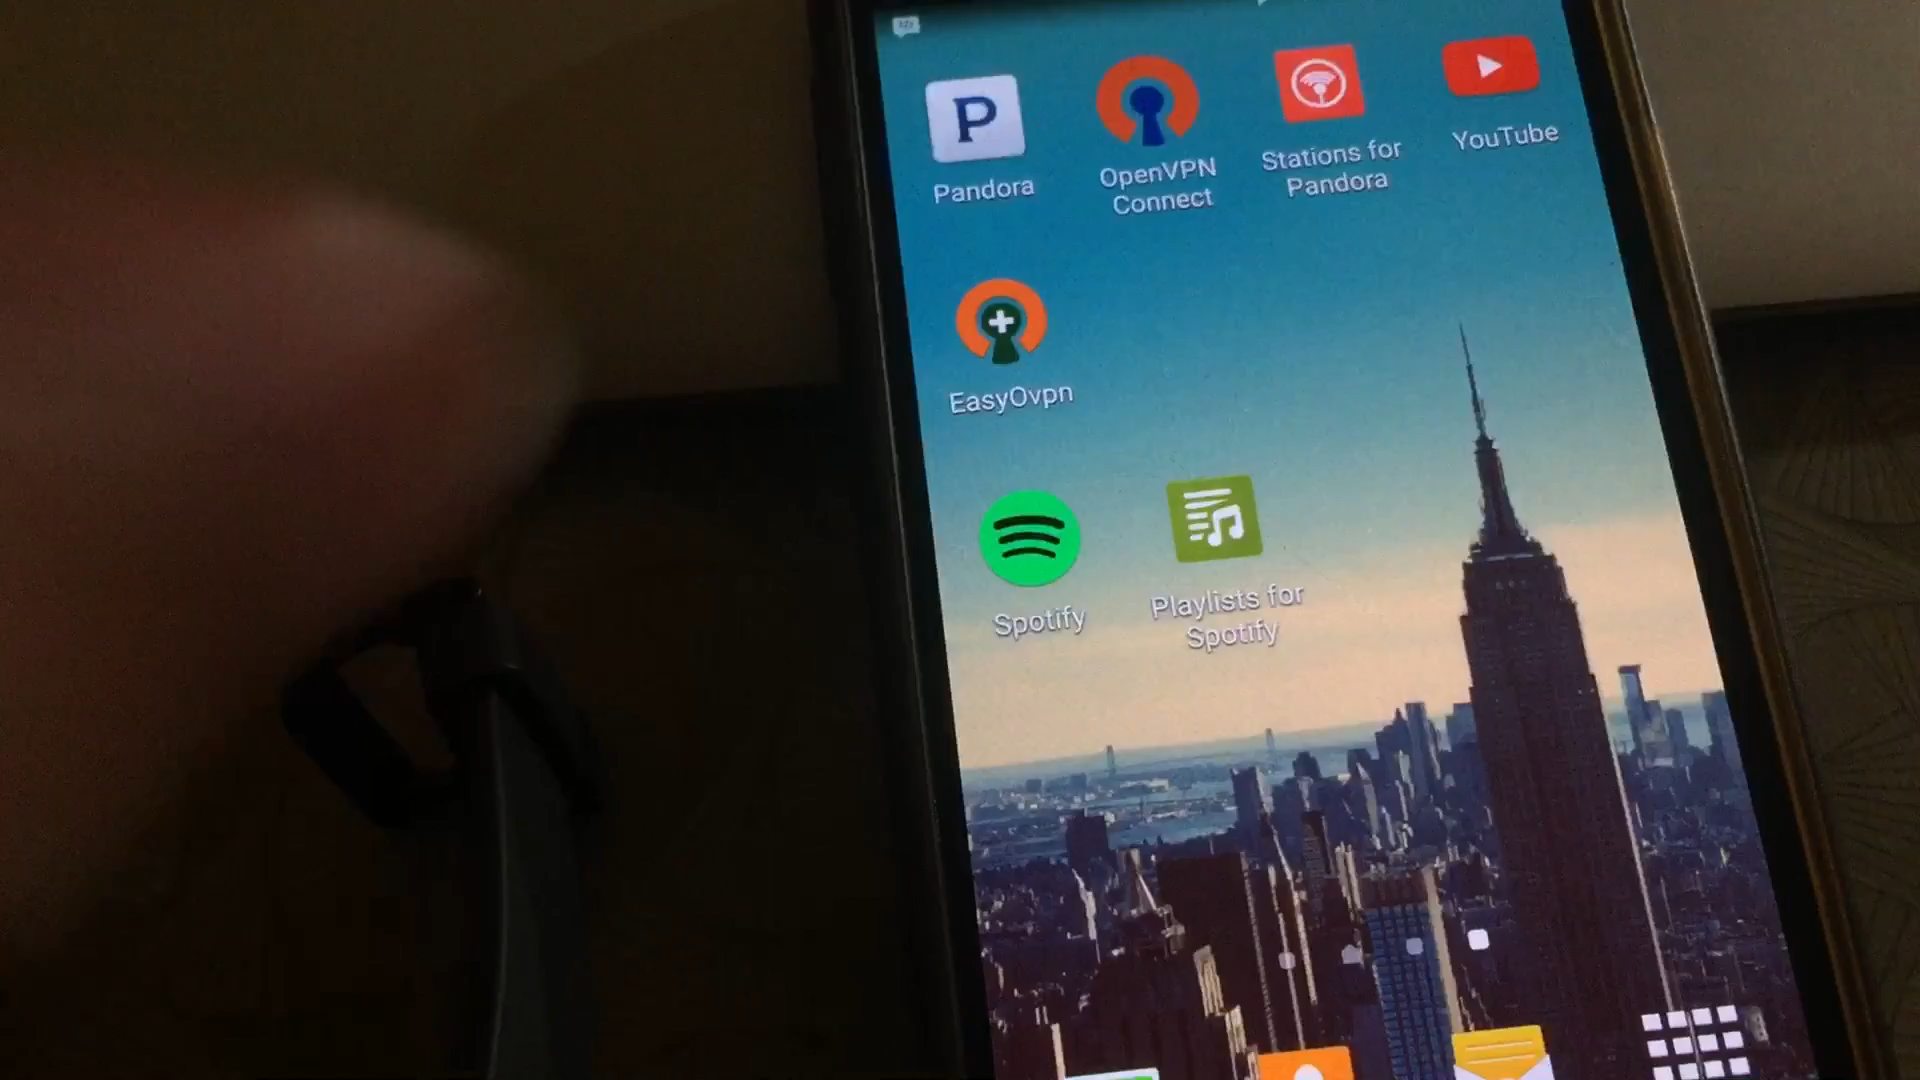 P
Pandora
OpenVPN
Connect
Stations for
Pandora
YouTube
EasyOvpn
Spotify
Playlists for
Spotify